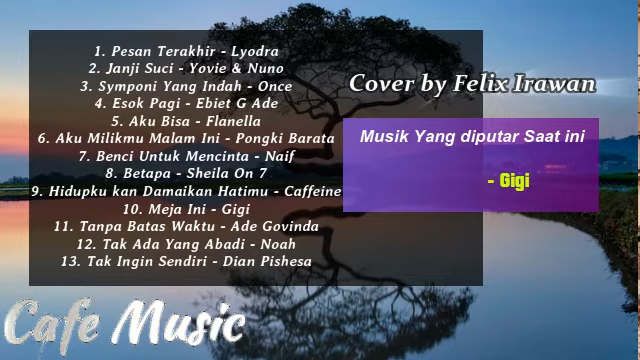 1. Pesan Terakhir - Lyodra
2. Janji Suci - Yovie & Nuno
3. Symponi Yang Indah - Once
4. Esok Pagi - Ebiet G Ade
5. Aku Bisa - Flanella
6. Aku Milikmu Malam Ini - Pongki Barata
7. Benci Untuk Mencinta - Naif
8. Betapa - Sheila On 7
9. Hidupku kan Damaikan Hatimu - Caffeine
10. Meja Ini - Gigi
11. Tanpa Batas Waktu - Ade Govinda
12. Tak Ada Yang Abadi - Noah
13. Tak Ingin Sendiri - Dian Pishesa
Cover by Felix Irawan
Musik Yang diputar Saat ini
- Gigi
Cafe Music